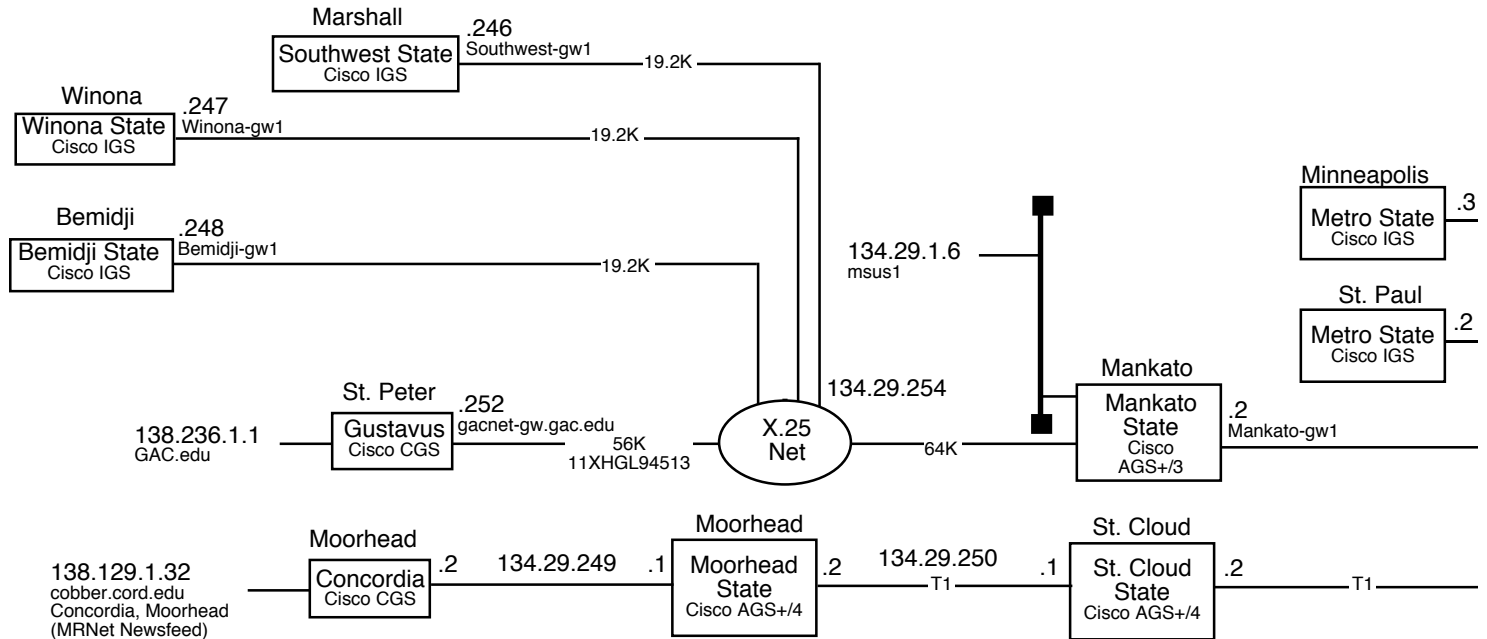 Marshall
.246
Southwest State
Southwest-gw1
Cisco IGS
19.2K
Winona
.247
Winona State
Winona-gw1
Cisco IGS
19.2K
Bemidji
.248
Bemidji State
Bemidji-gw1
Cisco IGS
19.2K
134.29.1.6
msus1
Minneapolis
.3
Metro State
Cisco IGS
St. Paul
.2
Metro State
Cisco IGS
St. Peter
.252
gacnet-gw.gac.edu
138.236.1.1
GAC.edu
Gustavus
Cisco CGS
56K
11XHGL94513
X.25
Net
134.29.254
64K
Mankato
Mankato
State
Cisco
AGS+/3
.2
Mankato-gw1
Moorhead
138.129.1.32
cobber.cord.edu
Concordia, Moorhead
(MRNet Newsfeed)
Concordia
Cisco CGS
.2
134.29.249
.1
Moorhead
Moorhead
State
Cisco AGS+/4
.2
134.29.250
T1
.1
St. Cloud
St. Cloud
State
Cisco AGS+/4
.2
T1